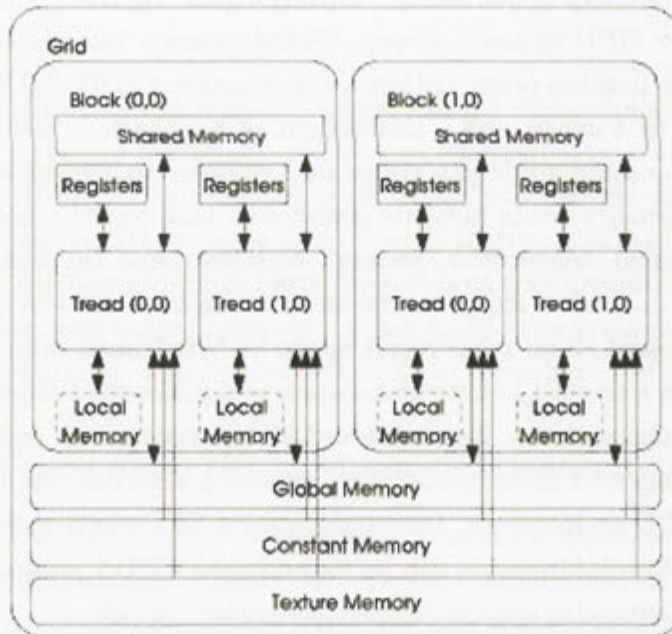 Grid
Block (0,0)
Shared Memory
Registers
Registers
Tread (0,0)
Tread (1,0)
Local
Memory
Local
Memory
Block (1,0)
Shared Memory
Registers
Registers
Tread (0,0)
Tread (1,0)
Local
Memory
Local
Memory
Global Memory
Constant Memory
Texture Memory